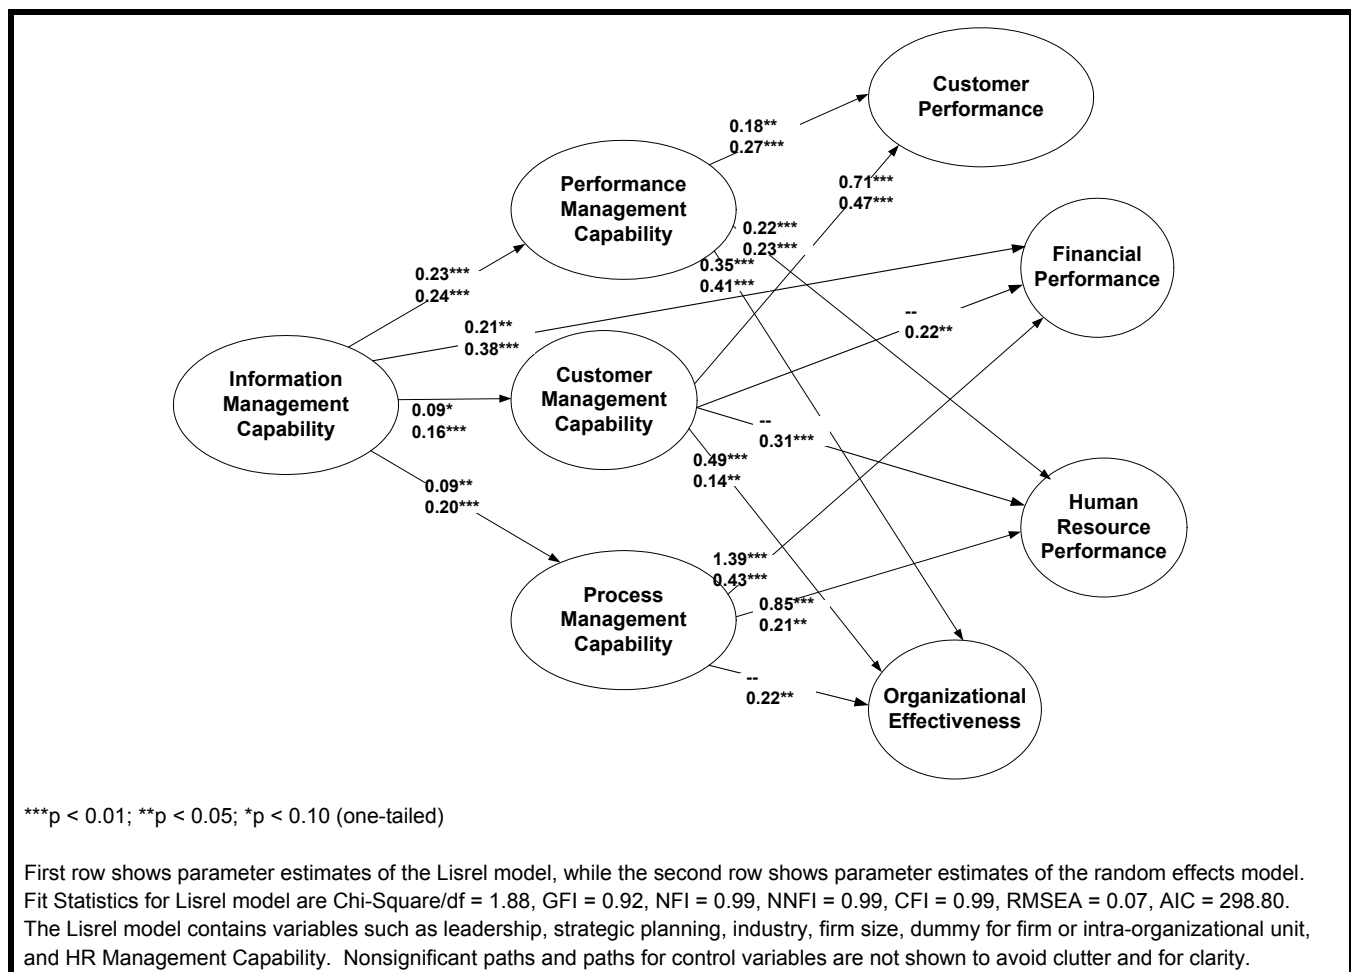 Customer
Performance
0.18**
0.27***
Performance
Management
Capability
0.71***
0.47***
0.22***
0.23***
0.35***
0.41***
Financial
Performance
0.23***
0.24***
0.21**
0.38***
--
0.22**
Information
Management
Capability
Customer
Management
Capability
0.09*
0.16***
--
0.31***
0.49***
0.14**
0.09**
0.20***
Human
Resource
Performance
1.39***
0.43***
Process
Management
Capability
0.85***
0.21**
--
0.22**
Organizational
Effectiveness
***p < 0.01; **p < 0.05; *p < 0.10 (one-tailed)
First row shows parameter estimates of the Lisrel model, while the second row shows parameter estimates of the random effects model.
Fit Statistics for Lisrel model are Chi-Square/df = 1.88, GFI = 0.92, NFI = 0.99, NNFI = 0.99, CFI = 0.99, RMSEA = 0.07, AIC = 298.80.
The Lisrel model contains variables such as leadership, strategic planning, industry, firm size, dummy for firm or intra-organizational unit,
and HR Management Capability.  Nonsignificant paths and paths for control variables are not shown to avoid clutter and for clarity.